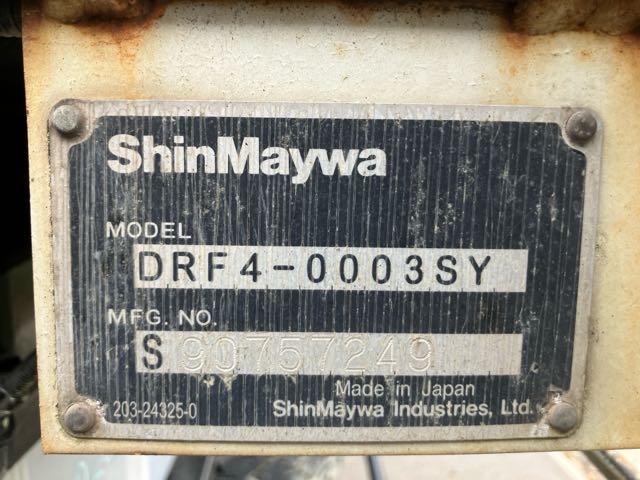 ShinMaywa
MODEL
DRF4-0003SY
MFG. NO.
S 90757249
Made in Japan
203-24325-0 ShinMaywa Industries, Ltd.